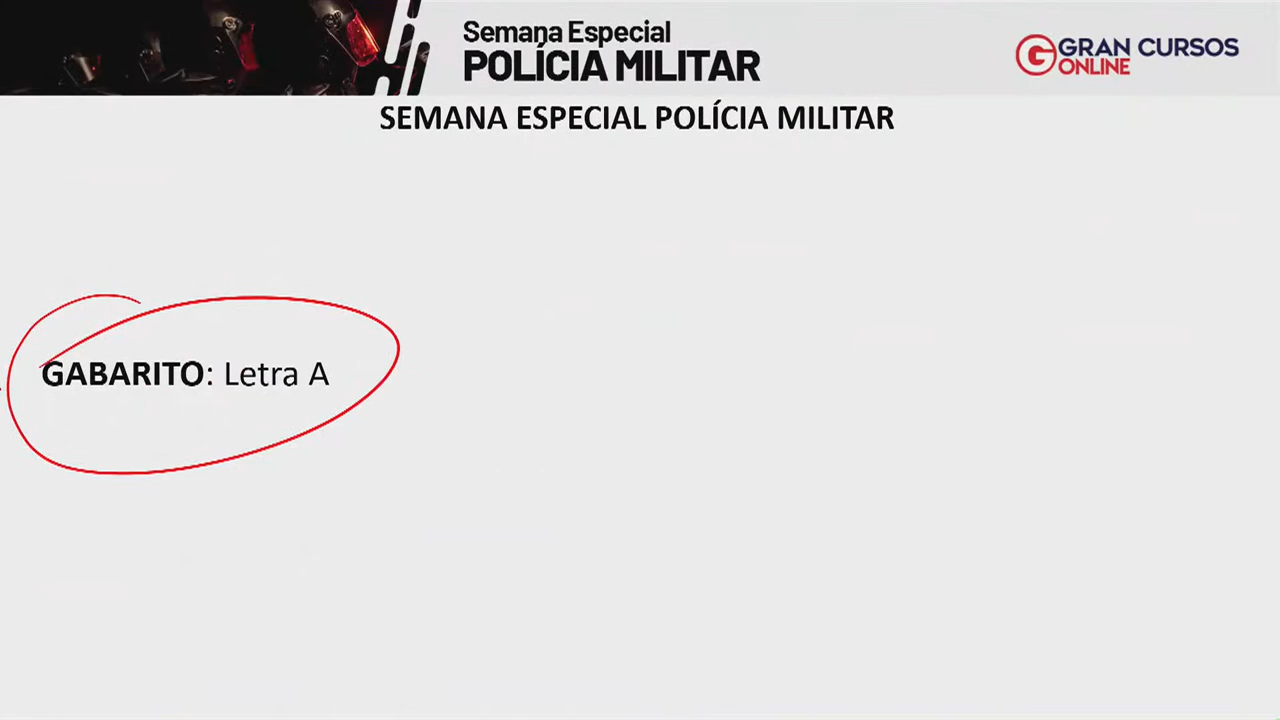 Semana Especial
POLÍCIA MILITAR
GRAN CURSOS
ONLINE
SEMANA ESPECIAL POLÍCIA MILITAR
GABARITO: Letra A